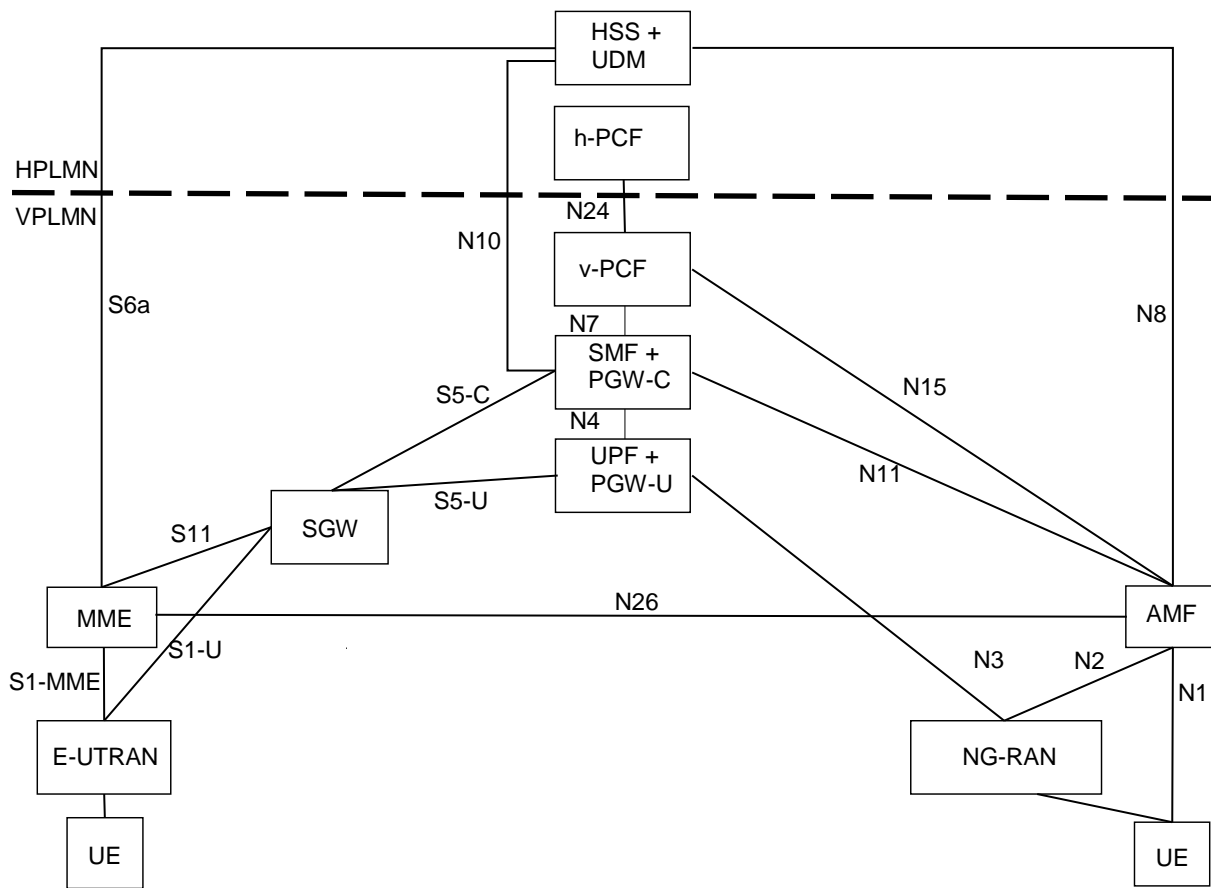 HSS +
UDM
h-PCF
HPLMN
VPLMN
N24
N10
v-PCF
S6a
N8
N7
SMF +
PGW-C
S5-C
N15
N4
UPF +
PGW-U
N11
S5-U
SGW
S11
MME
N26
AMF
S1-U
N3
N2
S1-MME
N1
E-UTRAN
NG-RAN
UE
UE